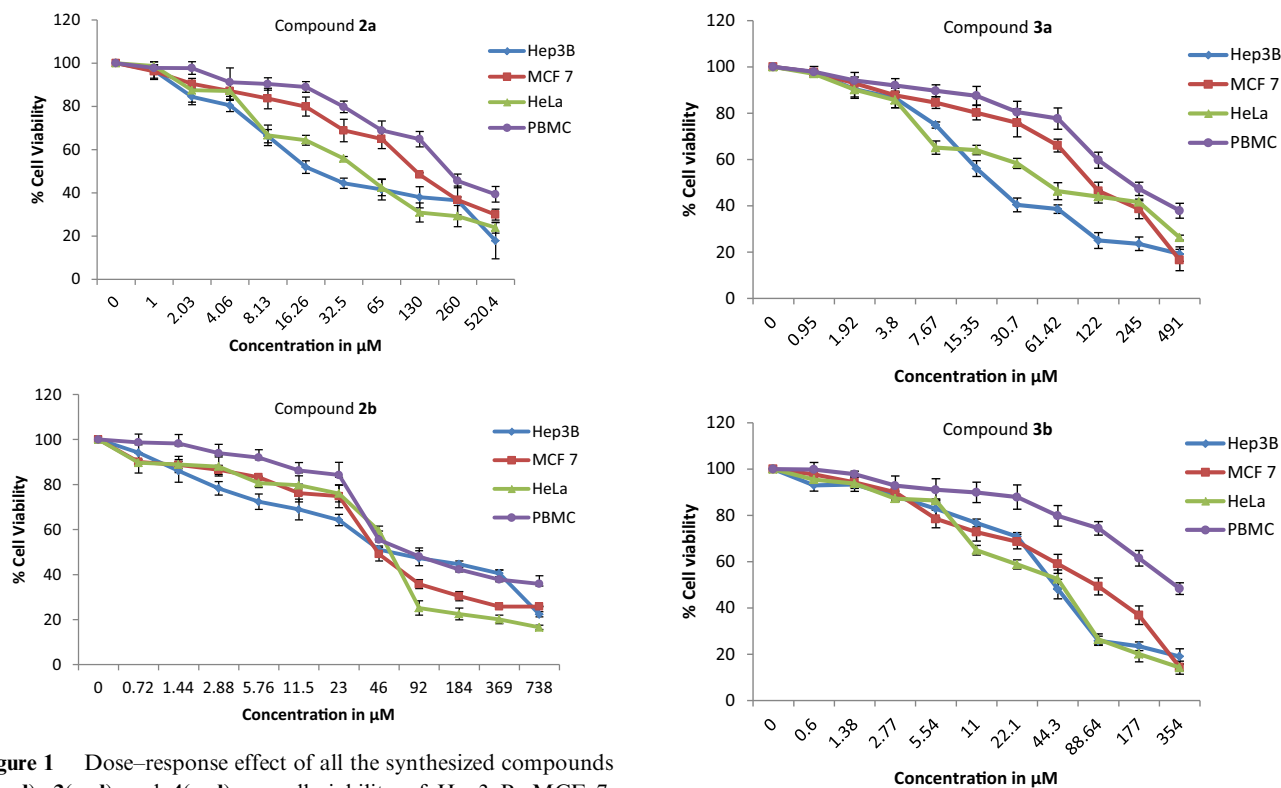 Compound 2a
120
100
80
60
40
20
0
% Cell Viability
0 1 2.03 4.06 8.13 16.26 32.5 65 130 260 520.4
Concentration in µM
Hep3B
MCF 7
HeLa
PBMC
Compound 3a
120
100
80
60
40
20
0
% Cell viability
0 0.95 1.92 3.8 7.67 15.35 30.7 61.42 122 245 491
Concentration in µM
Hep3B
MCF 7
HeLa
PBMC
Compound 2b
120
100
80
60
40
20
0
% Cell Viability
0 0.72 1.44 2.88 5.76 11.5 23 46 92 184 369 738
Concentration in µM
Hep3B
MCF 7
HeLa
PBMC
Compound 3b
120
100
80
60
40
20
0
% Cell viability
0 0.6 1.38 2.77 5.54 11 22.1 44.3 88.64 177 354
Concentration in µM
Hep3B
MCF 7
HeLa
PBMC
gure 1 Dose–response effect of all the synthesized compounds